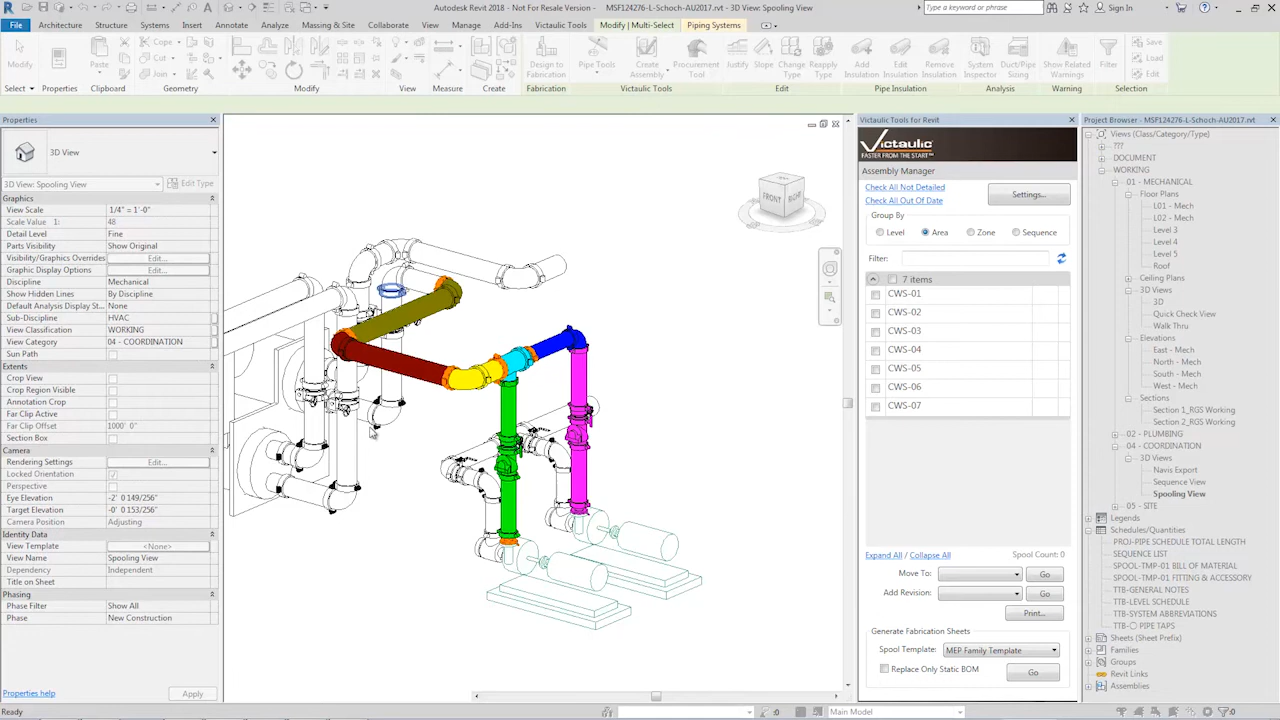 Autodesk Revit 2018 - Not For Resale Version - MSF124276-L-Schoch-AU2017.rvt - 3D View: Spooling View
Type a keyword or phrase
Sign In
File Architecture Structure Systems Insert Annotate Analyze Massing & Site Collaborate View Manage Add-Ins Victaulic Tools Modify | Multi-Select Piping Systems
Modify Paste Cope Cut Join Design to Fabrication Pipe Tools Create Assembly Procurement Tool Justify Slope Change Type Reapply Type Add Insulation Edit Insulation Remove Insulation System Inspector Duct/Pipe Sizing Show Related Warnings Filter Save Load Edit
Select Properties Clipboard Geometry Modify View Measure Create Fabrication Victaulic Tools Edit Pipe Insulation Analysis Warning Selection
Properties
3D View
3D View: Spooling View Edit Type
Graphics
View Scale 1/4" = 1'-0"
Scale Value 1: 48
Detail Level Fine
Parts Visibility Show Original
Visibility/Graphics Overrides Edit...
Graphic Display Options Edit...
Discipline Mechanical
Show Hidden Lines By Discipline
Default Analysis Display St... None
Sub-Discipline HVAC
View Classification WORKING
View Category 04 - COORDINATION
Sun Path
Extents
Crop View
Crop Region Visible
Annotation Crop
Far Clip Active
Far Clip Offset 1000' 0"
Section Box
Camera
Rendering Settings Edit...
Locked Orientation
Perspective
Eye Elevation -2' 0 149/256"
Target Elevation -0' 0 153/256"
Camera Position Adjusting
Identity Data
View Template <None>
View Name Spooling View
Dependency Independent
Title on Sheet
Phasing
Phase Filter Show All
Phase New Construction
Properties help Apply
FRONT RIGHT
Victaulic Tools for Revit
Victaulic
FASTER FROM THE START™
Assembly Manager
Check All Not Detailed
Check All Out Of Date
Settings...
Group By
Level Area Zone Sequence
Filter:
7 items
CWS-01
CWS-02
CWS-03
CWS-04
CWS-05
CWS-06
CWS-07
Expand All / Collapse All Spool Count: 0
Move To: Go
Add Revision: Go
Print...
Generate Fabrication Sheets
Spool Template: MEP Family Template
Replace Only Static BOM Go
Project Browser - MSF124276-L-Schoch-AU2017.rvt
Views (Class/Category/Type)
???
DOCUMENT
WORKING
01 - MECHANICAL
Floor Plans
L01 - Mech
L02 - Mech
Level 3
Level 4
Level 5
Roof
Ceiling Plans
3D Views
3D
Quick Check View
Walk Thru
Elevations
East - Mech
North - Mech
South - Mech
West - Mech
Sections
Section 1_RGS Working
Section 2_RGS Working
02 - PLUMBING
04 - COORDINATION
3D Views
Navis Export
Sequence View
Spooling View
05 - SITE
Legends
Schedules/Quantities
PROJ-PIPE SCHEDULE TOTAL LENGTH
SEQUENCE LIST
SPOOL-TMP-01 BILL OF MATERIAL
SPOOL-TMP-01 FITTING & ACCESSORY
TTB-GENERAL NOTES
TTB-LEVEL SCHEDULE
TTB-SYSTEM ABBREVIATIONS
TTB-○ PIPE TAPS
Sheets (Sheet Prefix)
Families
Groups
Revit Links
Assemblies
Ready
:0
Main Model
:0